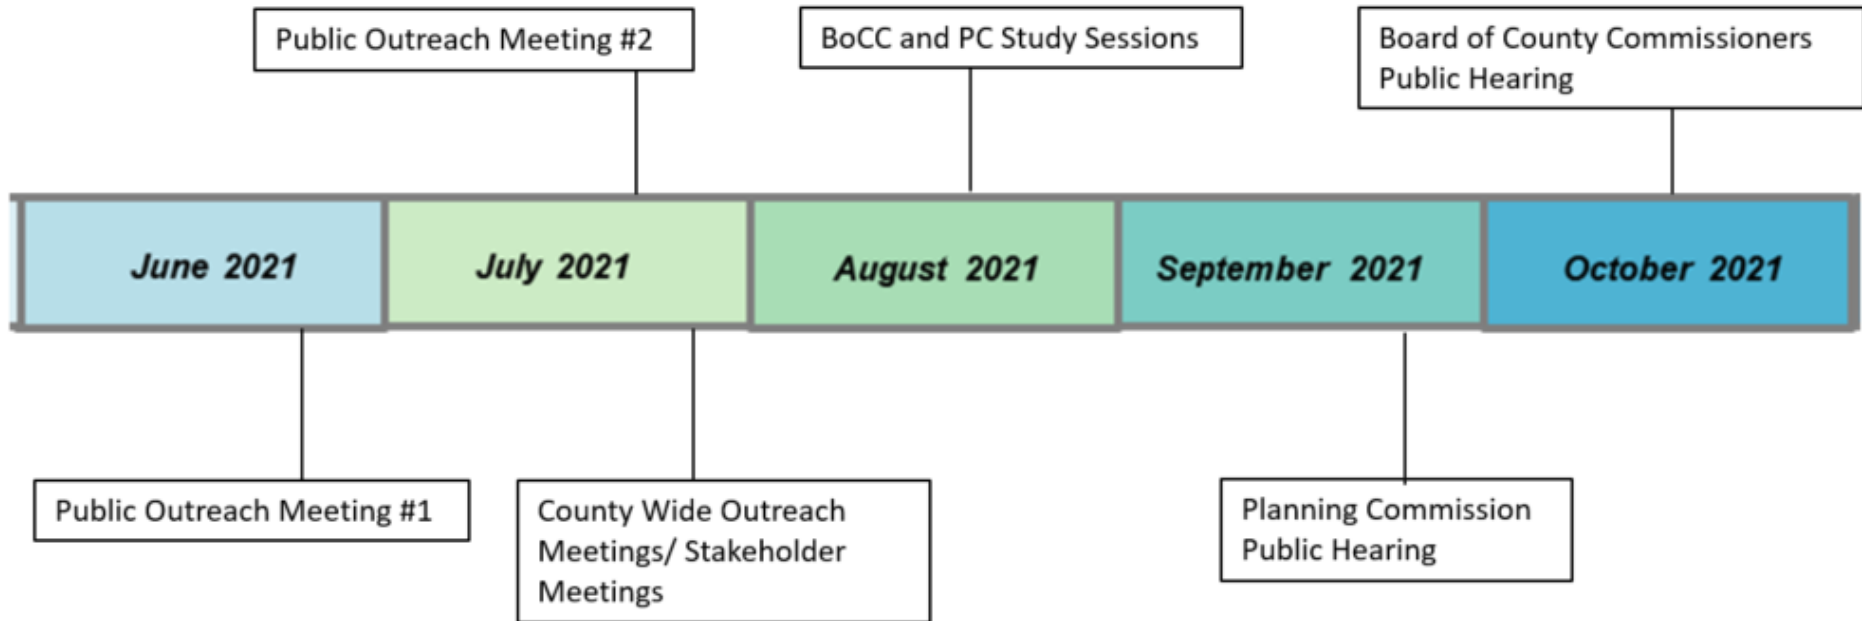 Public Outreach Meeting #2
BoCC and PC Study Sessions
Board of County Commissioners
Public Hearing
June 2021
July 2021
August 2021
September 2021
October 2021
Public Outreach Meeting #1
County Wide Outreach
Meetings/ Stakeholder
Meetings
Planning Commission
Public Hearing